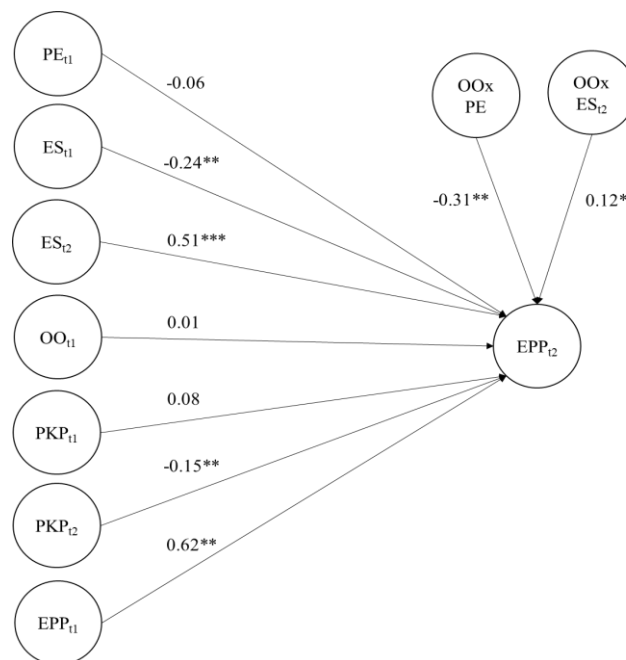 PEt1
-0.06
OOx
PE
OOx
ESt2
ESt1
-0.24**
-0.31**
0.12*
ESt2
0.51***
OOt1
0.01
EPPt2
PKPt1
0.08
PKPt2
-0.15**
EPPt1
0.62**